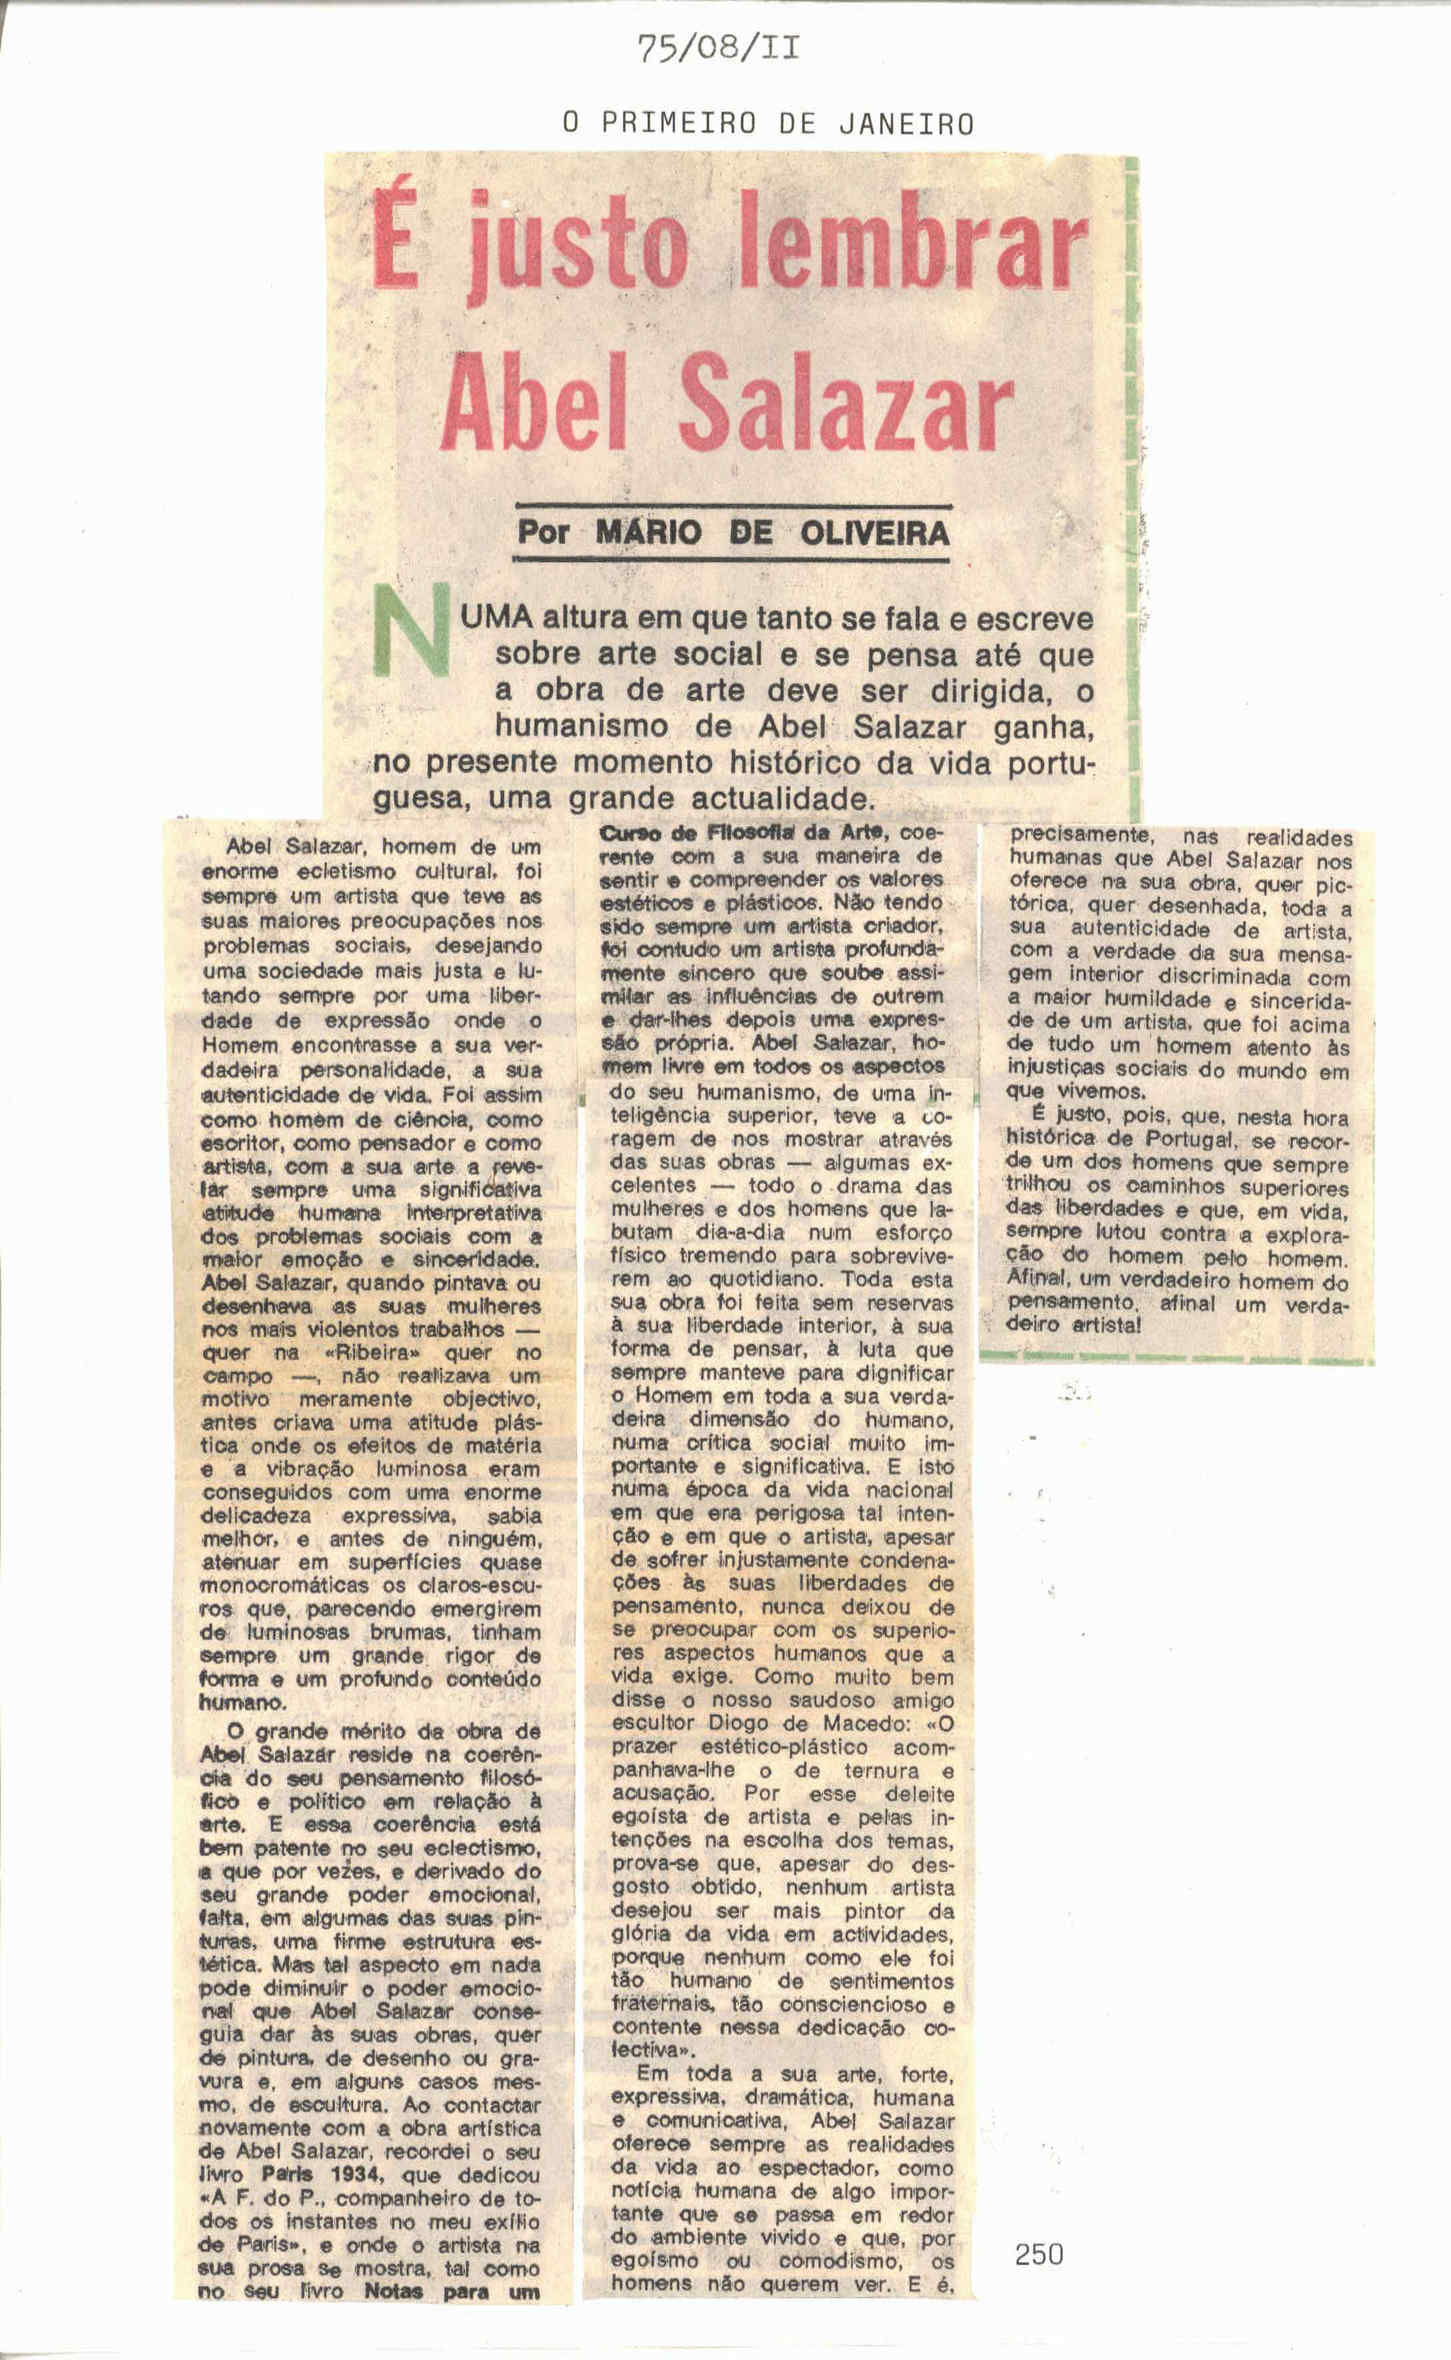 75/08/II
O PRIMEIRO DE JANEIRO
É justo lembrar
Abel Salazar
Por MÁRIO DE OLIVEIRA
NUMA altura em que tanto se fala e escreve
sobre arte social e se pensa até que
a obra de arte deve ser dirigida, o
humanismo de Abel Salazar ganha,
no presente momento histórico da vida portu-
guesa, uma grande actualidade.
Abel Salazar, homem de um
enorme ecletismo cultural, foi
sempre um artista que teve as
suas maiores preocupações nos
problemas sociais, desejando
uma sociedade mais justa e lu-
tando sempre por uma liber-
dade de expressão onde o
Homem encontrasse a sua ver-
dadeira personalidade, a sua
autenticidade de vida. Foi assim
como homem de ciência, como
escritor, como pensador e como
artista, com a sua arte a reve-
lar sempre uma significativa
atitude humana interpretativa
dos problemas sociais com a
maior emoção e sinceridade.
Abel Salazar, quando pintava ou
desenhava as suas mulheres
nos mais violentos trabalhos —
quer na «Ribeira» quer no
campo —, não realizava um
motivo meramente objectivo,
antes criava uma atitude plás-
tica onde os efeitos de matéria
e a vibração luminosa eram
conseguidos com uma enorme
delicadeza expressiva, sabia
melhor, e antes de ninguém,
atenuar em superfícies quase
monocromáticas os claros-escu-
ros que, parecendo emergirem
de luminosas brumas, tinham
sempre um grande rigor de
forma e um profundo conteúdo
humano.
O grande mérito da obra de
Abel Salazar reside na coerên-
cia do seu pensamento filosó-
fico e político em relação à
arte. E essa coerência está
bem patente no seu eclectismo,
a que por vezes, e derivado do
seu grande poder emocional,
falta, em algumas das suas pin-
turas, uma firme estrutura es-
tética. Mas tal aspecto em nada
pode diminuir o poder emocio-
nal que Abel Salazar conse-
guia dar às suas obras, quer
de pintura, de desenho ou gra-
vura e, em alguns casos mes-
mo, de escultura. Ao contactar
novamente com a obra artística
de Abel Salazar, recordei o seu
livro Paris 1934, que dedicou
«A F. do P., companheiro de to-
dos os instantes no meu exílio
de Paris», e onde o artista na
sua prosa se mostra, tal como
no seu livro Notas para um
Curso de Filosofia da Arte, coe-
rente com a sua maneira de
sentir e compreender os valores
estéticos e plásticos. Não tendo
sido sempre um artista criador,
foi contudo um artista profunda-
mente sincero que soube assi-
milar as influências de outrem
e dar-lhes depois uma expres-
são própria. Abel Salazar, ho-
mem livre em todos os aspectos
do seu humanismo, de uma in-
teligência superior, teve a co-
ragem de nos mostrar através
das suas obras — algumas ex-
celentes — todo o drama das
mulheres e dos homens que la-
butam dia-a-dia num esforço
físico tremendo para sobrevive-
rem ao quotidiano. Toda esta
sua obra foi feita sem reservas
à sua liberdade interior, à sua
forma de pensar, à luta que
sempre manteve para dignificar
o Homem em toda a sua verda-
deira dimensão do humano,
numa crítica social muito im-
portante e significativa. E isto
numa época da vida nacional
em que era perigosa tal inten-
ção e em que o artista, apesar
de sofrer injustamente condena-
ções às suas liberdades de
pensamento, nunca deixou de
se preocupar com os superio-
res aspectos humanos que a
vida exige. Como muito bem
disse o nosso saudoso amigo
escultor Diogo de Macedo: «O
prazer estético-plástico acom-
panhava-lhe o de ternura e
acusação. Por esse deleite
egoísta de artista e pelas in-
tenções na escolha dos temas,
prova-se que, apesar do des-
gosto obtido, nenhum artista
desejou ser mais pintor da
glória da vida em actividades,
porque nenhum como ele foi
tão humano de sentimentos
fraternais, tão consciencioso e
contente nessa dedicação co-
lectiva».
Em toda a sua arte, forte,
expressiva, dramática, humana
e comunicativa, Abel Salazar
oferece sempre as realidades
da vida ao espectador, como
notícia humana de algo impor-
tante que se passa em redor
do ambiente vivido e que, por
egoísmo ou comodismo, os
homens não querem ver. E é,
precisamente, nas realidades
humanas que Abel Salazar nos
oferece na sua obra, quer pic-
tórica, quer desenhada, toda a
sua autenticidade de artista,
com a verdade da sua mensa-
gem interior discriminada com
a maior humildade e sincerida-
de de um artista, que foi acima
de tudo um homem atento às
injustiças sociais do mundo em
que vivemos.
É justo, pois, que, nesta hora
histórica de Portugal, se recor-
de um dos homens que sempre
trilhou os caminhos superiores
das liberdades e que, em vida,
sempre lutou contra a explora-
ção do homem pelo homem.
Afinal, um verdadeiro homem do
pensamento, afinal um verda-
deiro artista!
250